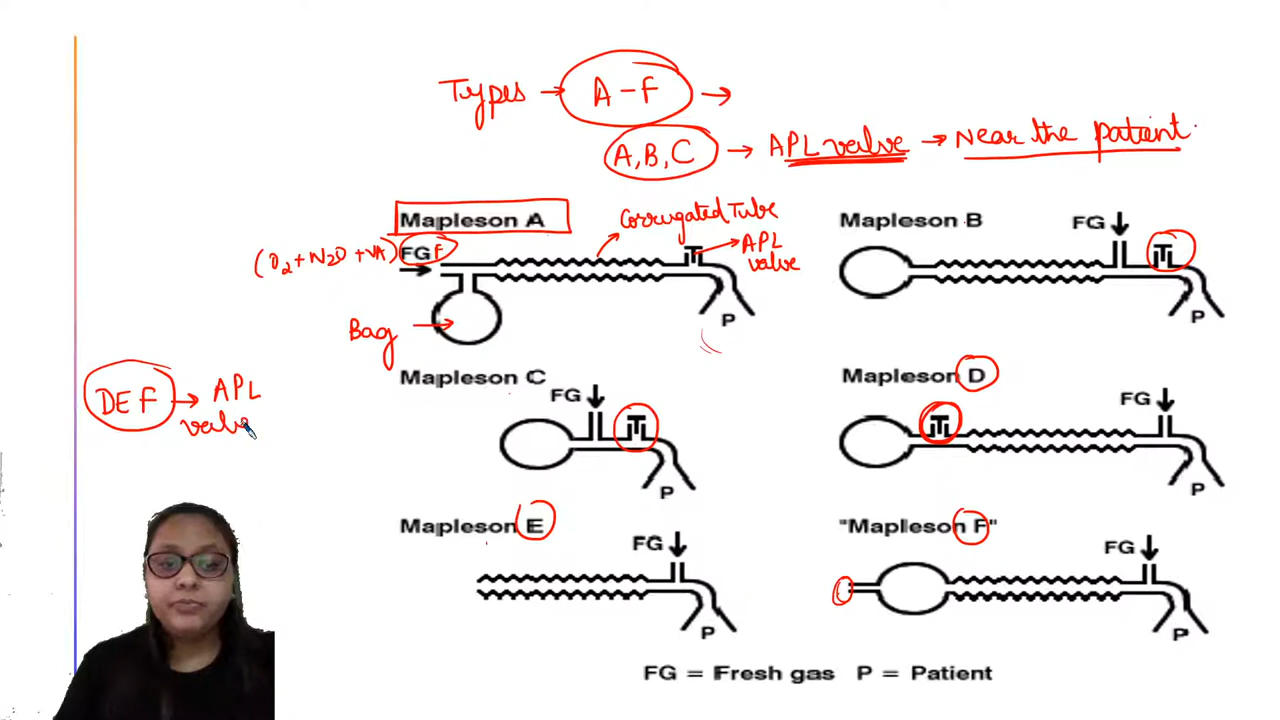 Types → A-F →
A, B, C → APL valve → Near the patient.
Mapleson A
Corrugated Tube
(O2 + N2O + VA) FGF
APL
valve
Bag
P
Mapleson B
FG
P
DEF → APL
valv
Mapleson C
FG
P
Mapleson D
FG
P
Mapleson E
FG
P
"Mapleson F"
FG
P
FG = Fresh gas P = Patient